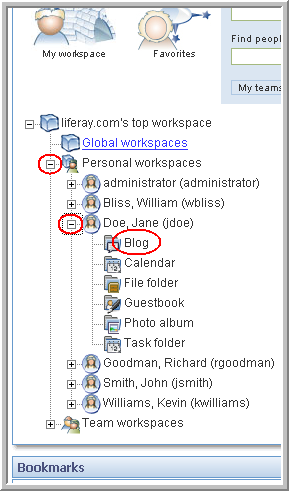 Find people
My workspace
Favorites
My teams
liferay.com's top workspace
Global workspaces
Personal workspaces
administrator (administrator)
Bliss, William (wbliss)
Doe, Jane (jdoe)
Blog
Calendar
File folder
Guestbook
Photo album
Task folder
Goodman, Richard (rgoodman)
Smith, John (jsmith)
Williams, Kevin (kwilliams)
Team workspaces
Bookmarks